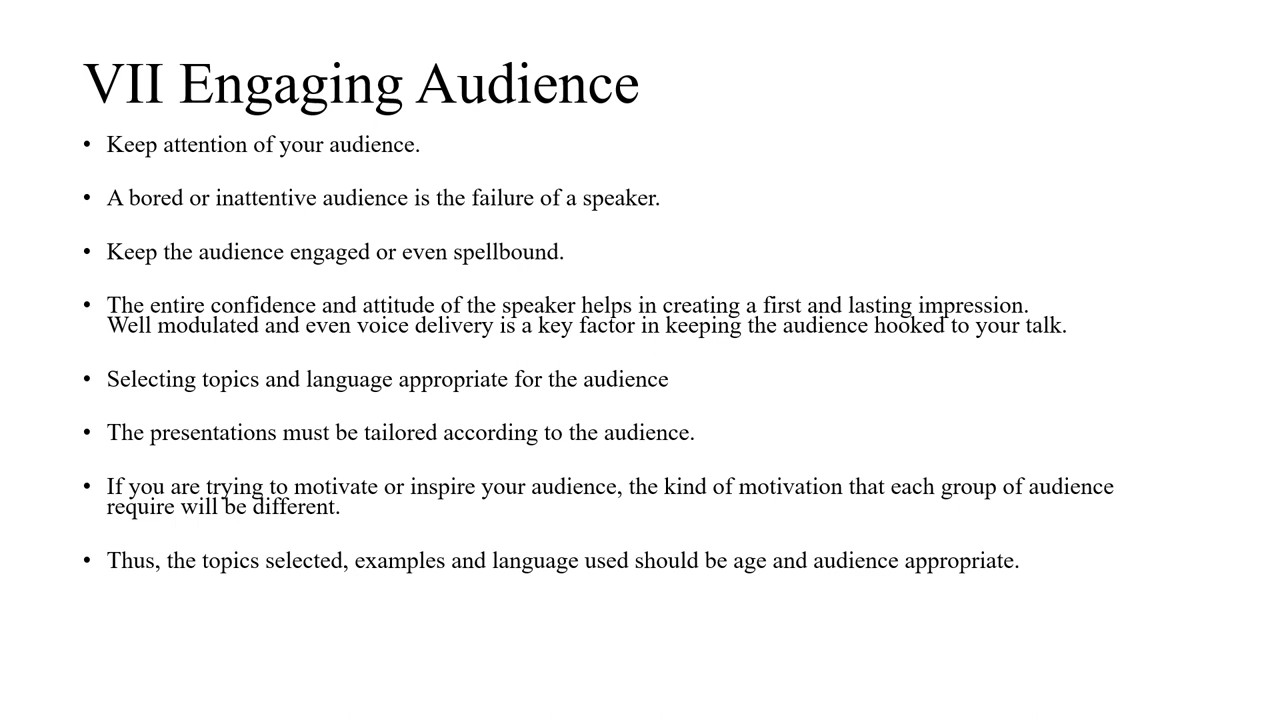 VII Engaging Audience
• Keep attention of your audience.
• A bored or inattentive audience is the failure of a speaker.
• Keep the audience engaged or even spellbound.
• The entire confidence and attitude of the speaker helps in creating a first and lasting impression.
Well modulated and even voice delivery is a key factor in keeping the audience hooked to your talk.
• Selecting topics and language appropriate for the audience
• The presentations must be tailored according to the audience.
• If you are trying to motivate or inspire your audience, the kind of motivation that each group of audience
require will be different.
• Thus, the topics selected, examples and language used should be age and audience appropriate.